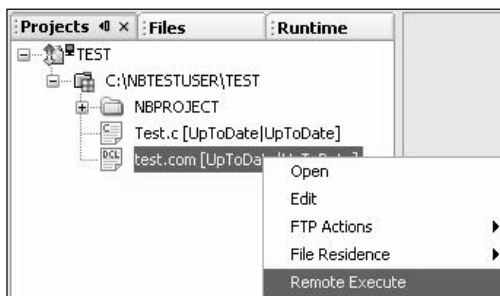 Projects Files Runtime
TEST
C:\NBTESTUSER\TEST
NBPROJECT
Test.c [UpToDate|UpToDate]
DCL test.com [UpToDa
Open
Edit
FTP Actions
File Residence
Remote Execute